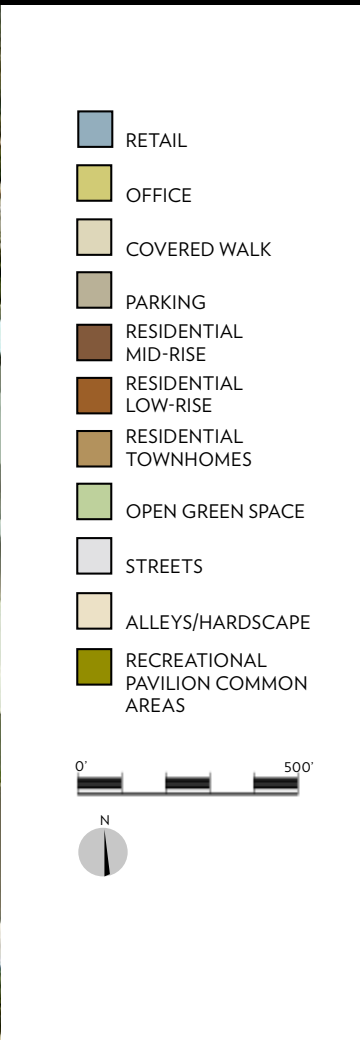 RETAIL
OFFICE
COVERED WALK
PARKING
RESIDENTIAL
MID-RISE
RESIDENTIAL
LOW-RISE
RESIDENTIAL
TOWNHOMES
OPEN GREEN SPACE
STREETS
ALLEYS/HARDSCAPE
RECREATIONAL
PAVILION COMMON
AREAS
0' 500'
N